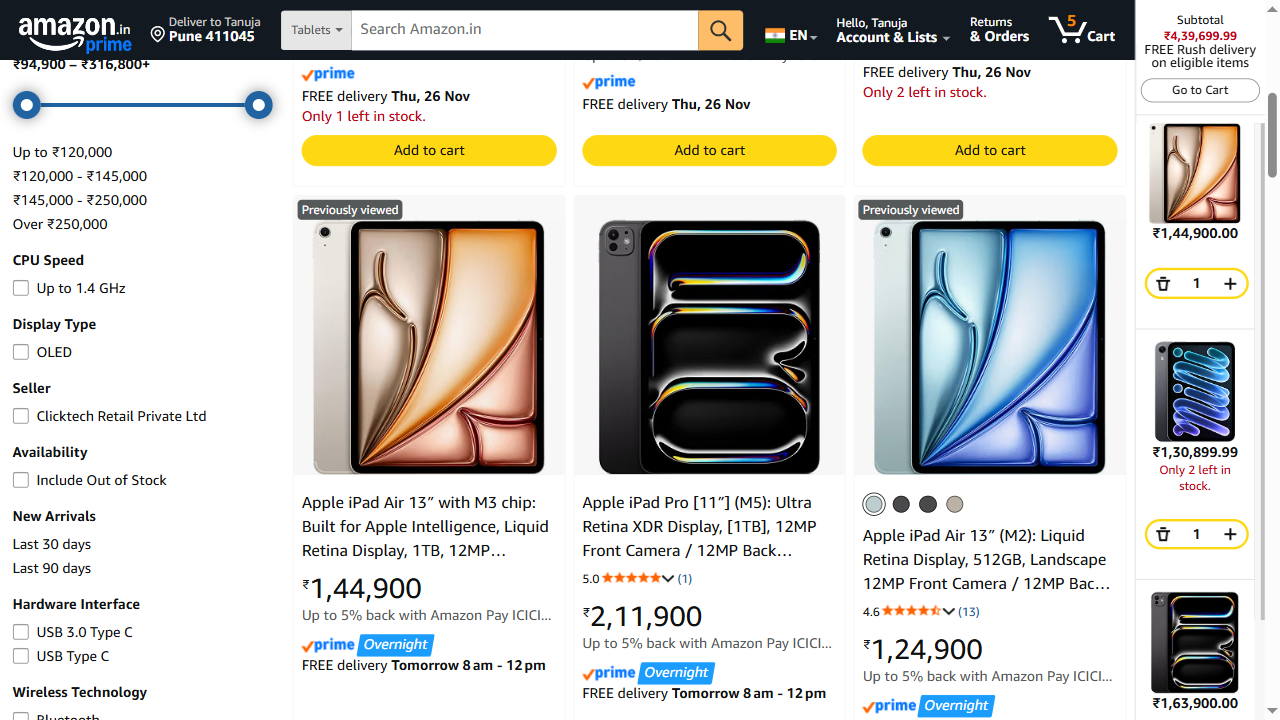 amazon.in
prime
Deliver to Tanuja
Pune 411045
Tablets
Search Amazon.in
EN
Hello, Tanuja
Account & Lists
Returns
& Orders
5
Cart
₹94,900 – ₹316,800+
Up to ₹120,000
₹120,000 - ₹145,000
₹145,000 - ₹250,000
Over ₹250,000
CPU Speed
Up to 1.4 GHz
Display Type
OLED
Seller
Clicktech Retail Private Ltd
Availability
Include Out of Stock
New Arrivals
Last 30 days
Last 90 days
Hardware Interface
USB 3.0 Type C
USB Type C
Wireless Technology
Bluetooth
prime
FREE delivery Thu, 26 Nov
Only 1 left in stock.
Add to cart
prime
FREE delivery Thu, 26 Nov
Add to cart
FREE delivery Thu, 26 Nov
Only 2 left in stock.
Add to cart
Previously viewed
Apple iPad Air 13″ with M3 chip:
Built for Apple Intelligence, Liquid
Retina Display, 1TB, 12MP…
₹1,44,900
Up to 5% back with Amazon Pay ICICI…
prime Overnight
FREE delivery Tomorrow 8 am - 12 pm
Apple iPad Pro [11″] (M5): Ultra
Retina XDR Display, [1TB], 12MP
Front Camera / 12MP Back…
5.0 (1)
₹2,11,900
Up to 5% back with Amazon Pay ICICI…
prime Overnight
FREE delivery Tomorrow 8 am - 12 pm
Previously viewed
Apple iPad Air 13″ (M2): Liquid
Retina Display, 512GB, Landscape
12MP Front Camera / 12MP Bac…
4.6 (13)
₹1,24,900
Up to 5% back with Amazon Pay ICICI…
prime Overnight
Subtotal
₹4,39,699.99
FREE Rush delivery
on eligible items
Go to Cart
₹1,44,900.00
1
₹1,30,899.99
Only 2 left in
stock.
1
₹1,63,900.00